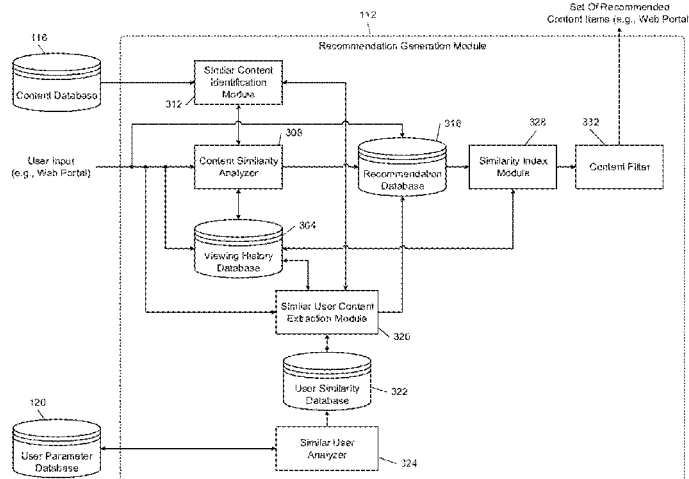 Set Of Recommended
Content Items (e.g., Web Portal
112
Recommendation Generation Module
116
Content Database
Similar Content
Identification
Module
312
308
318
328
332
User Input
(e.g., Web Portal)
Content Similarity
Analyzer
Recommendation
Database
Similarity Index
Module
Content Filter
304
Viewing History
Database
Similar User Content
Extraction Module
320
User Similarity
Database
322
120
User Parameter
Database
Similar User
Analyzer
324